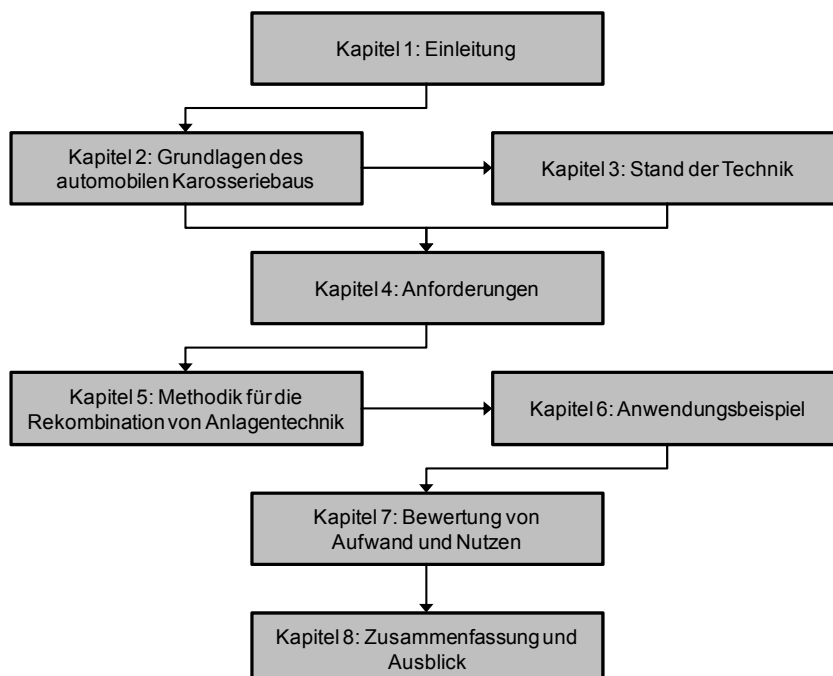 Kapitel 1: Einleitung
Kapitel 2: Grundlagen des
automobilen Karosseriebaus
Kapitel 3: Stand der Technik
Kapitel 4: Anforderungen
Kapitel 5: Methodik für die
Rekombination von Anlagentechnik
Kapitel 6: Anwendungsbeispiel
Kapitel 7: Bewertung von
Aufwand und Nutzen
Kapitel 8: Zusammenfassung und
Ausblick